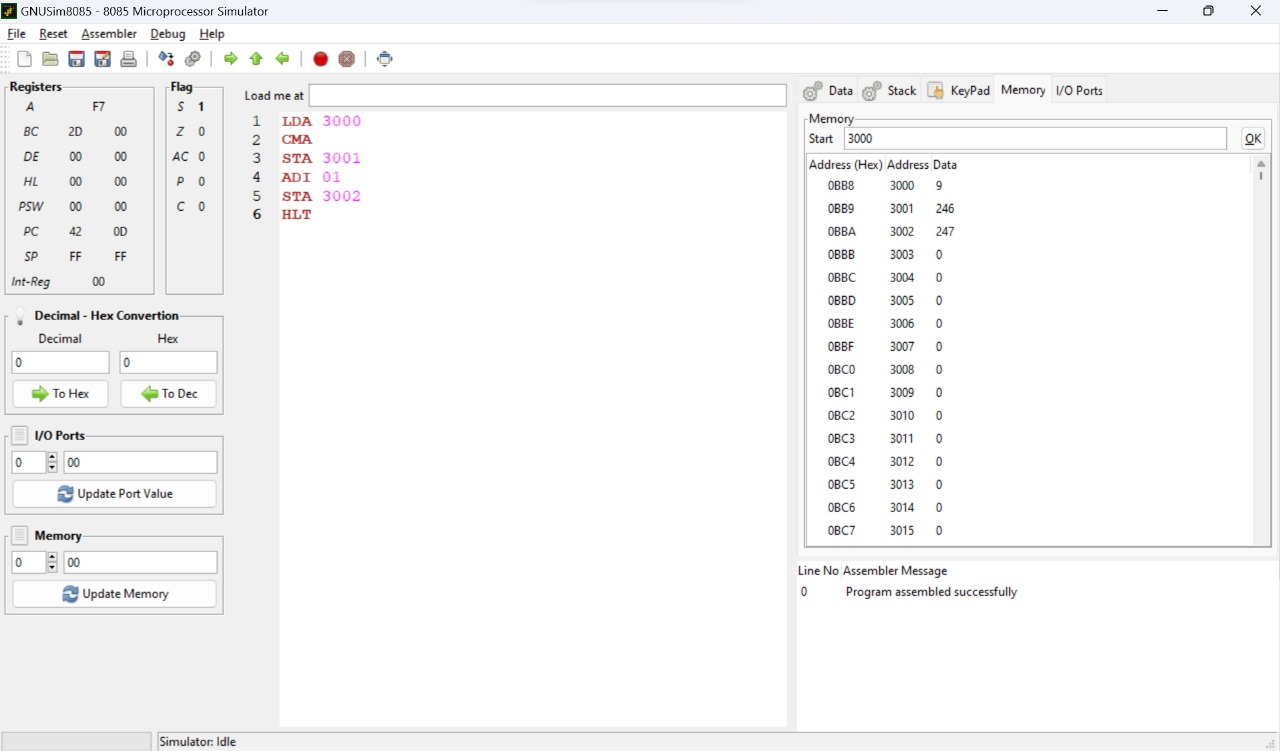 GNUSim8085 - 8085 Microprocessor Simulator
File Reset Assembler Debug Help
Registers
A F7
BC 2D 00
DE 00 00
HL 00 00
PSW 00 00
PC 42 0D
SP FF FF
Int-Reg 00
Flag
S 1
Z 0
AC 0
P 0
C 0
Decimal - Hex Convertion
Decimal Hex
0 0
To Hex To Dec
I/O Ports
0 00
Update Port Value
Memory
0 00
Update Memory
Load me at
1 LDA 3000
2 CMA
3 STA 3001
4 ADI 01
5 STA 3002
6 HLT
Data Stack KeyPad Memory I/O Ports
Memory
Start 3000 OK
Address (Hex) Address Data
0BB8 3000 9
0BB9 3001 246
0BBA 3002 247
0BBB 3003 0
0BBC 3004 0
0BBD 3005 0
0BBE 3006 0
0BBF 3007 0
0BC0 3008 0
0BC1 3009 0
0BC2 3010 0
0BC3 3011 0
0BC4 3012 0
0BC5 3013 0
0BC6 3014 0
0BC7 3015 0
Line No Assembler Message
0 Program assembled successfully
Simulator: Idle